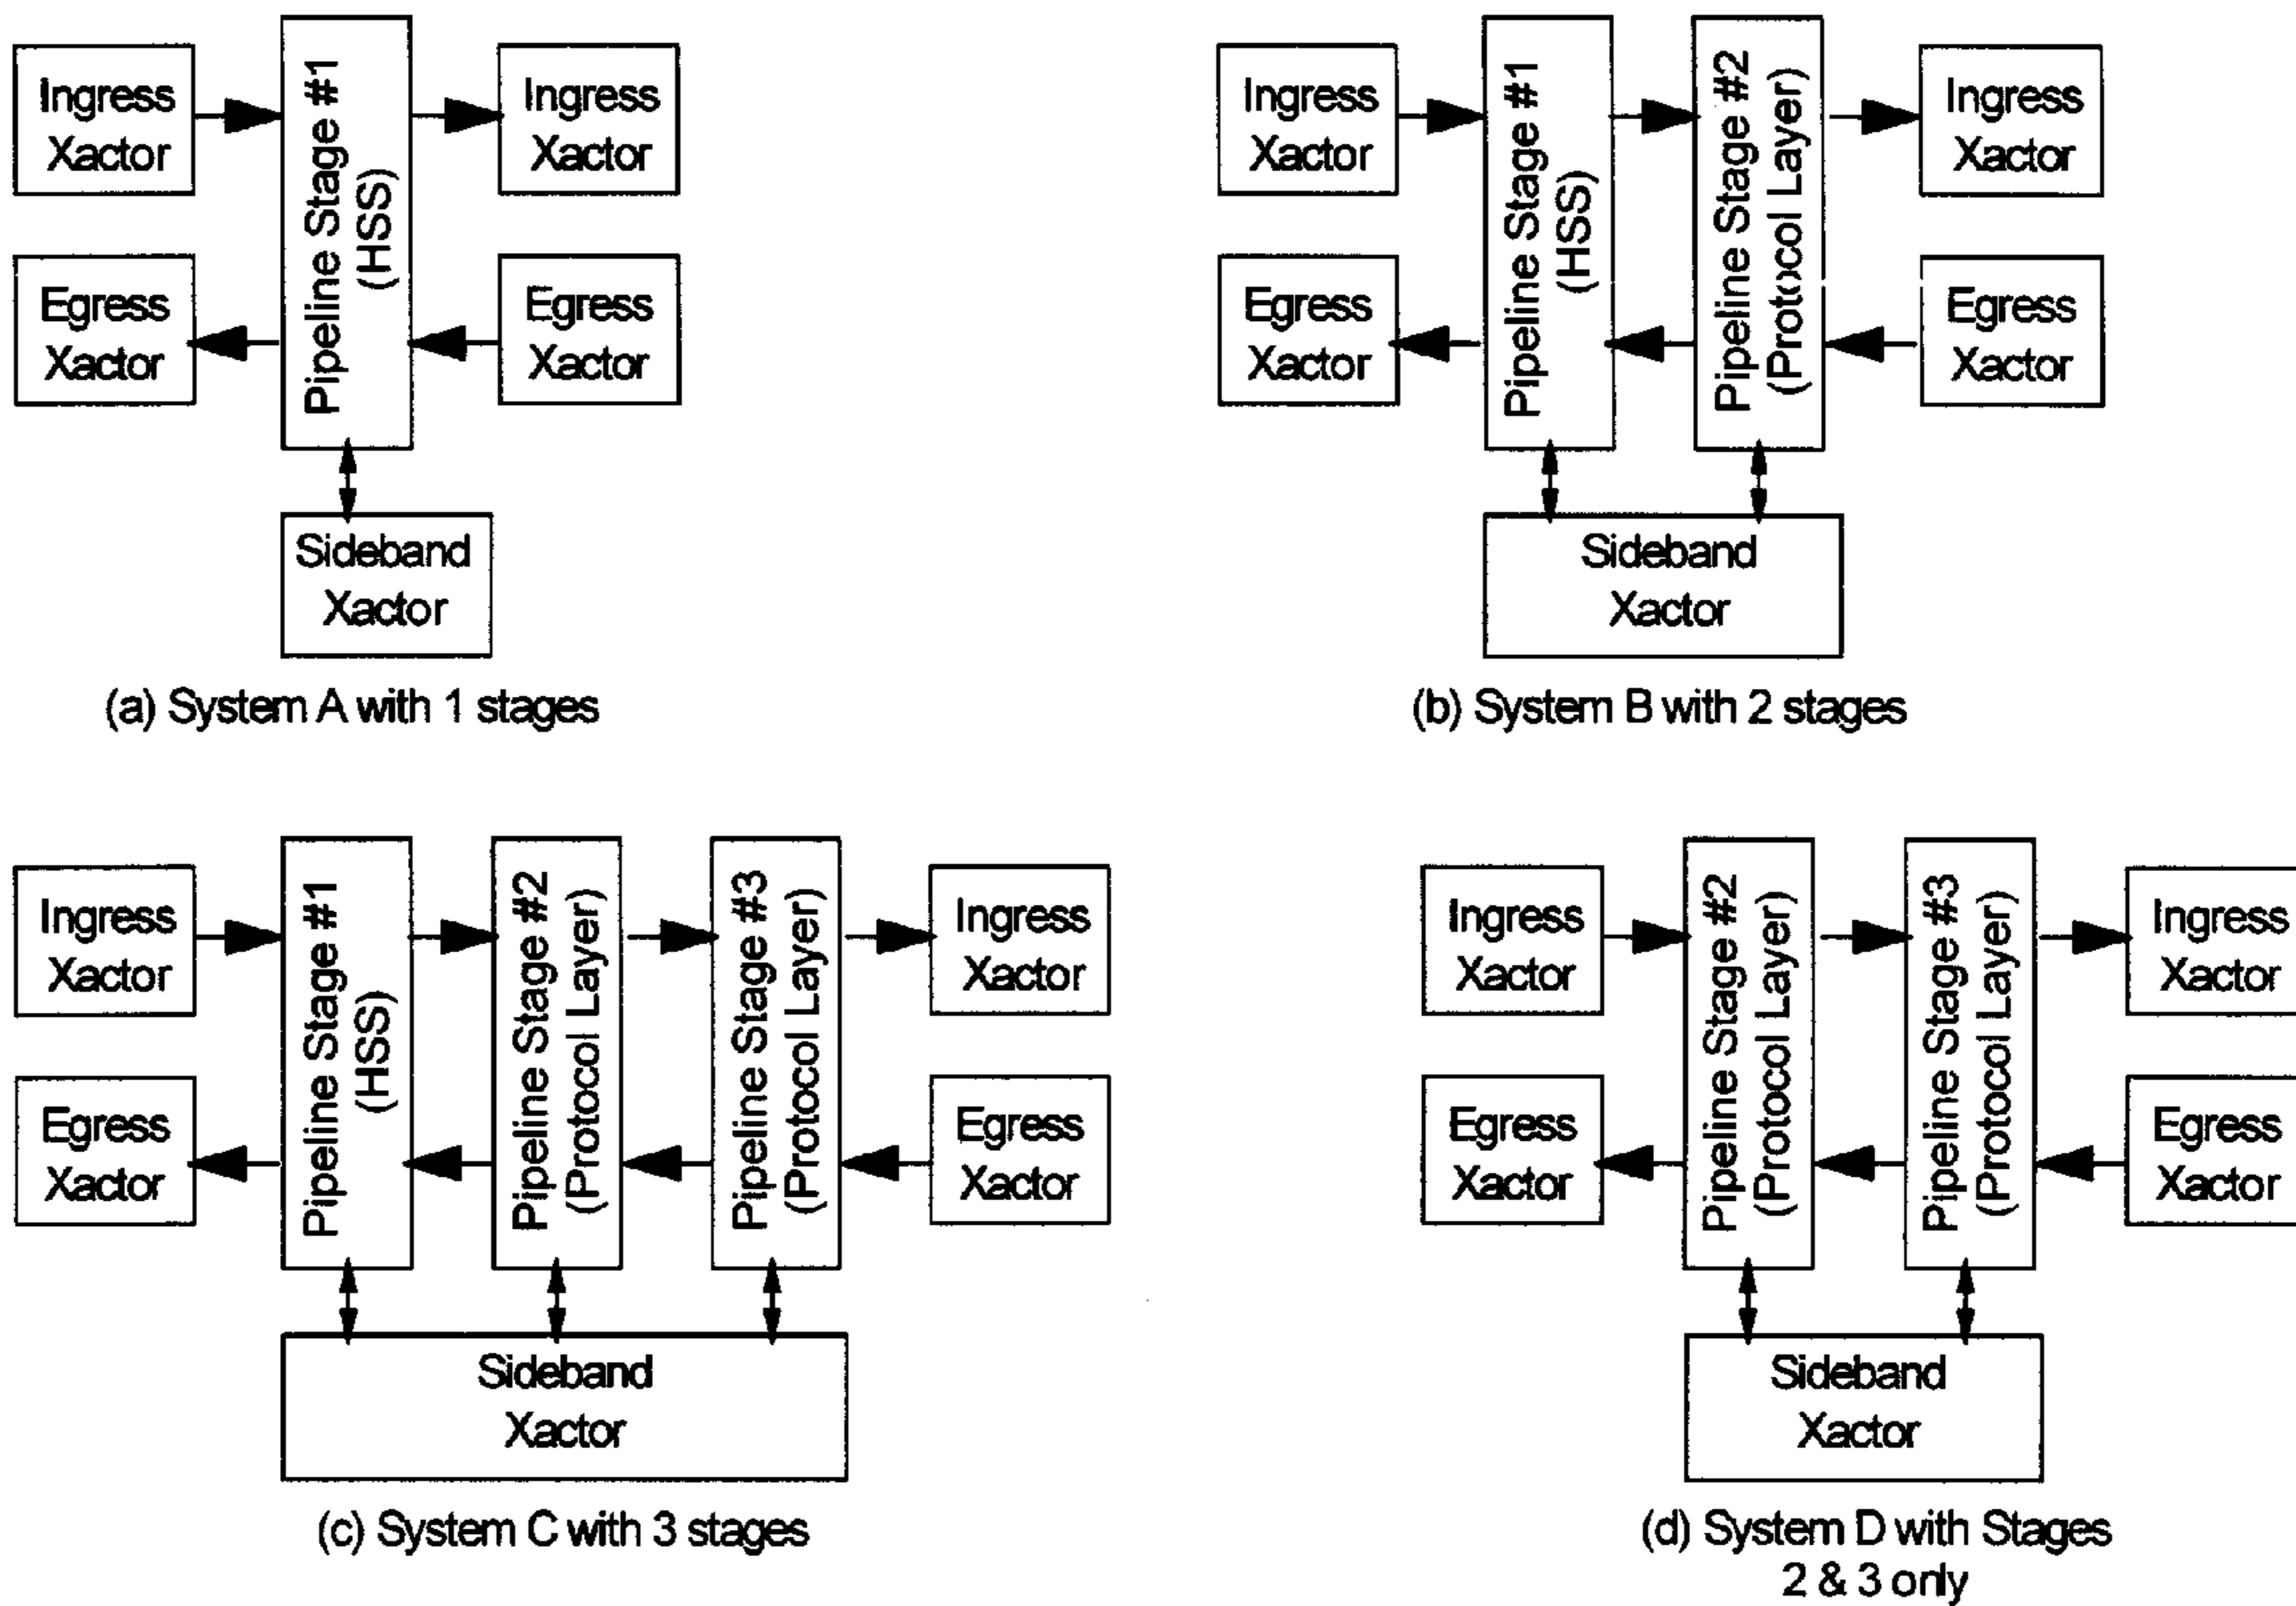 Ingress
Xactor
Pipeline Stage #1
(HSS)
Ingress
Xactor
Egress
Xactor
Egress
Xactor
Sideband
Xactor
(a) System A with 1 stages
Ingress
Xactor
Pipeline Stage #1
(HSS)
Pipeline Stage #2
(Protocol Layer)
Ingress
Xactor
Egress
Xactor
Egress
Xactor
Sideband
Xactor
(b) System B with 2 stages
Ingress
Xactor
Pipeline Stage #1
(HSS)
Pipeline Stage #2
(Protocol Layer)
Pipeline Stage #3
(Protocol Layer)
Ingress
Xactor
Egress
Xactor
Egress
Xactor
Sideband
Xactor
(c) System C with 3 stages
Ingress
Xactor
Pipeline Stage #2
(Protocol Layer)
Pipeline Stage #3
(Protocol Layer)
Ingress
Xactor
Egress
Xactor
Egress
Xactor
Sideband
Xactor
(d) System D with Stages
2 & 3 only